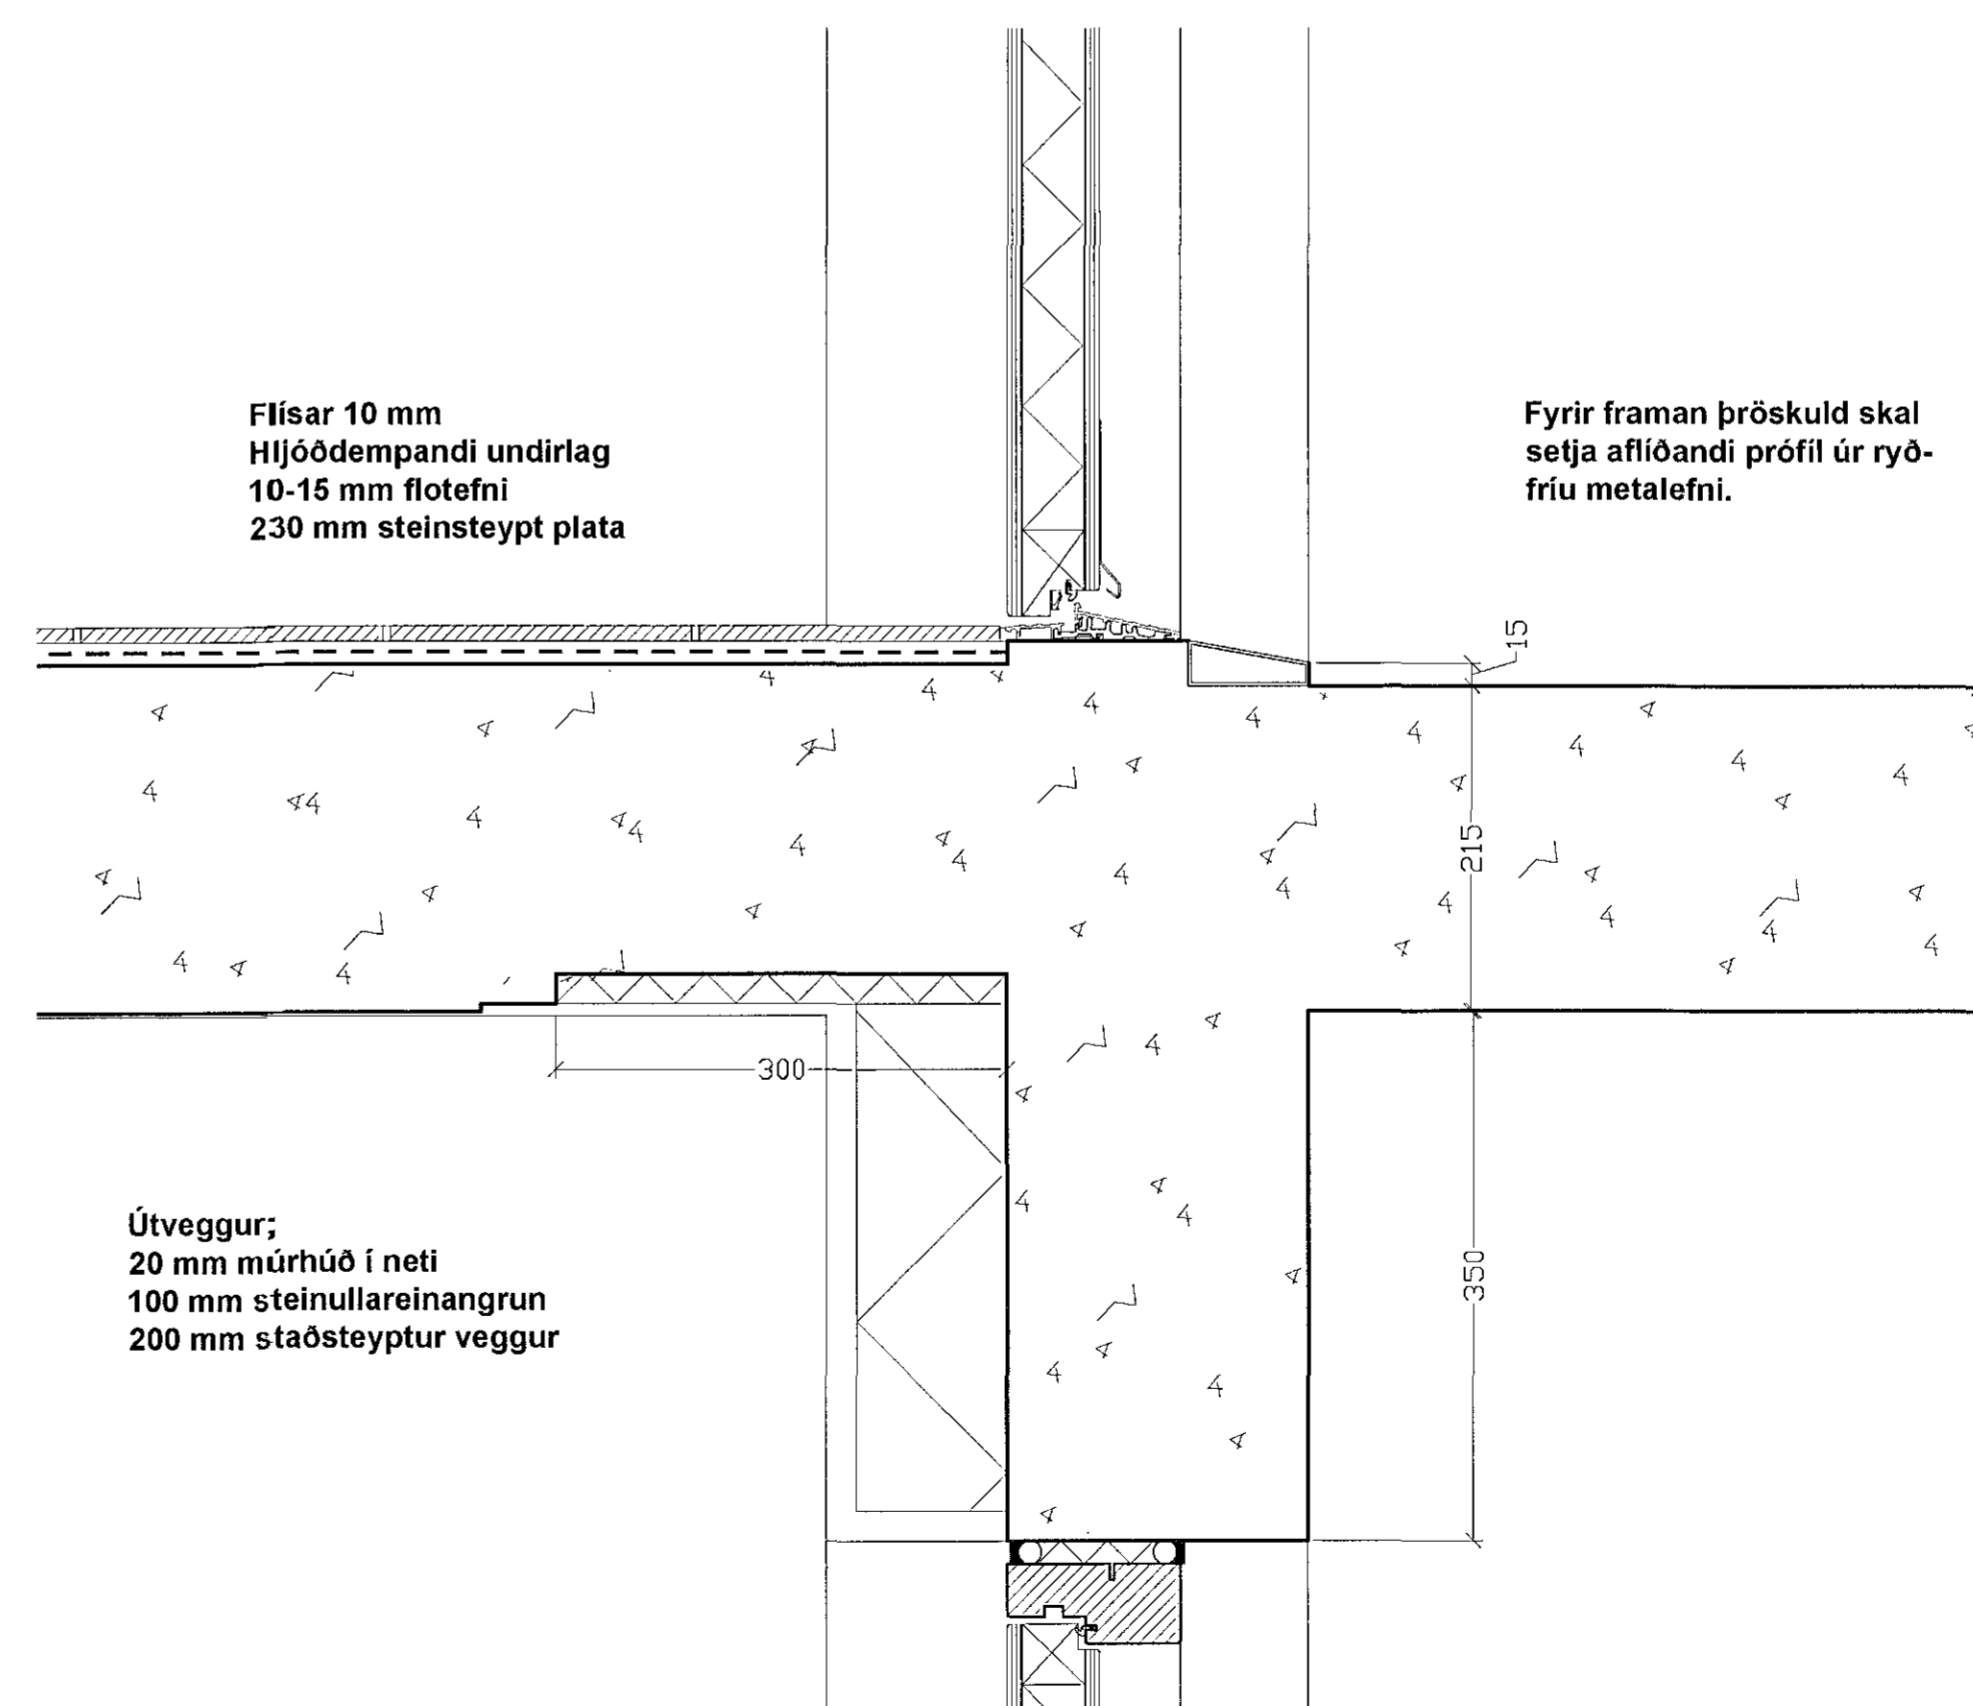 Flísar 10 mm
Hljóðdempandi undirlag
10-15 mm flotefni
230 mm steinsteypt plata
Fyrir framan þröskuld skal
setja aflíðandi prófíl úr ryð-
fríu metalefni.
15
215
300
350
Útveggur;
20 mm múrhúð í neti
100 mm steinullareinangrun
200 mm staðsteyptur veggur